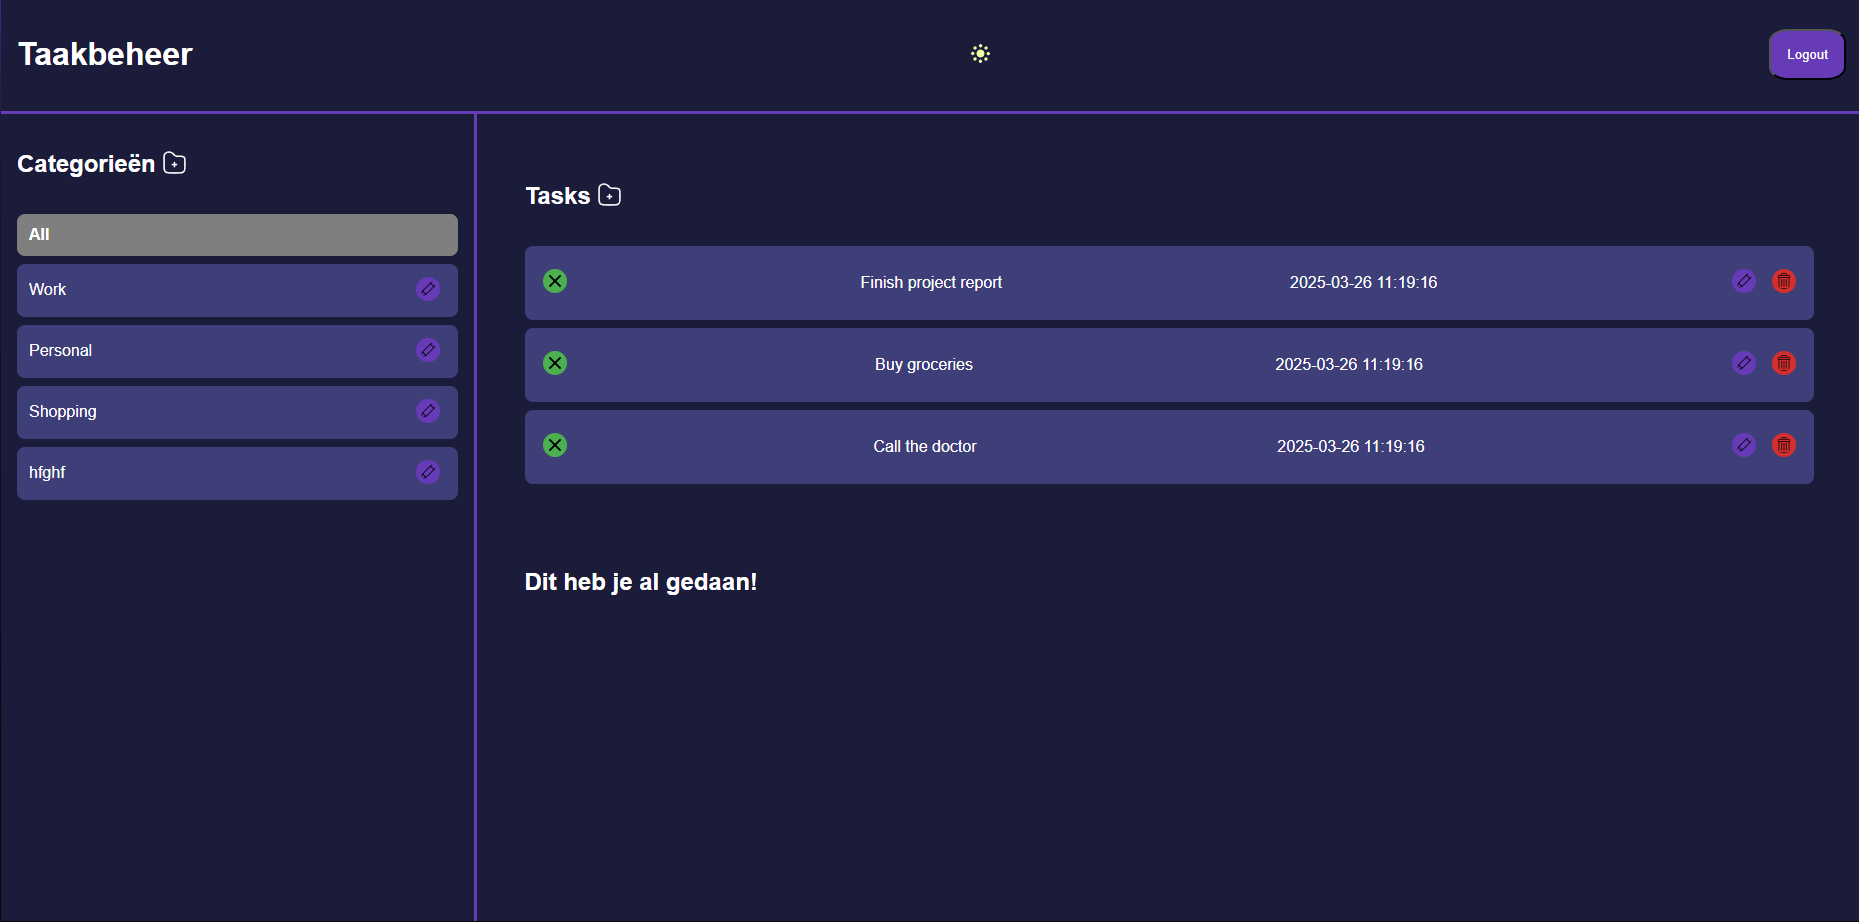 Taakbeheer
Logout
Categorieën
All
Work
Personal
Shopping
hfghf
Tasks
Finish project report 2025-03-26 11:19:16
Buy groceries 2025-03-26 11:19:16
Call the doctor 2025-03-26 11:19:16
Dit heb je al gedaan!